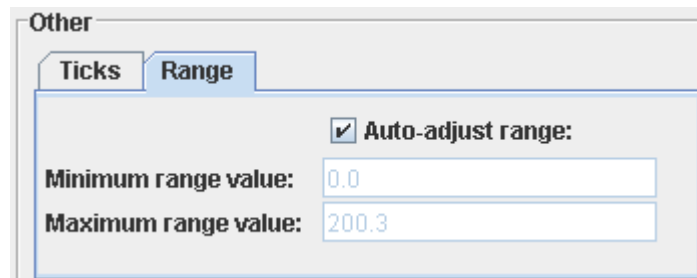 Other
Ticks Range
Auto-adjust range:
Minimum range value: 0.0
Maximum range value: 200.3